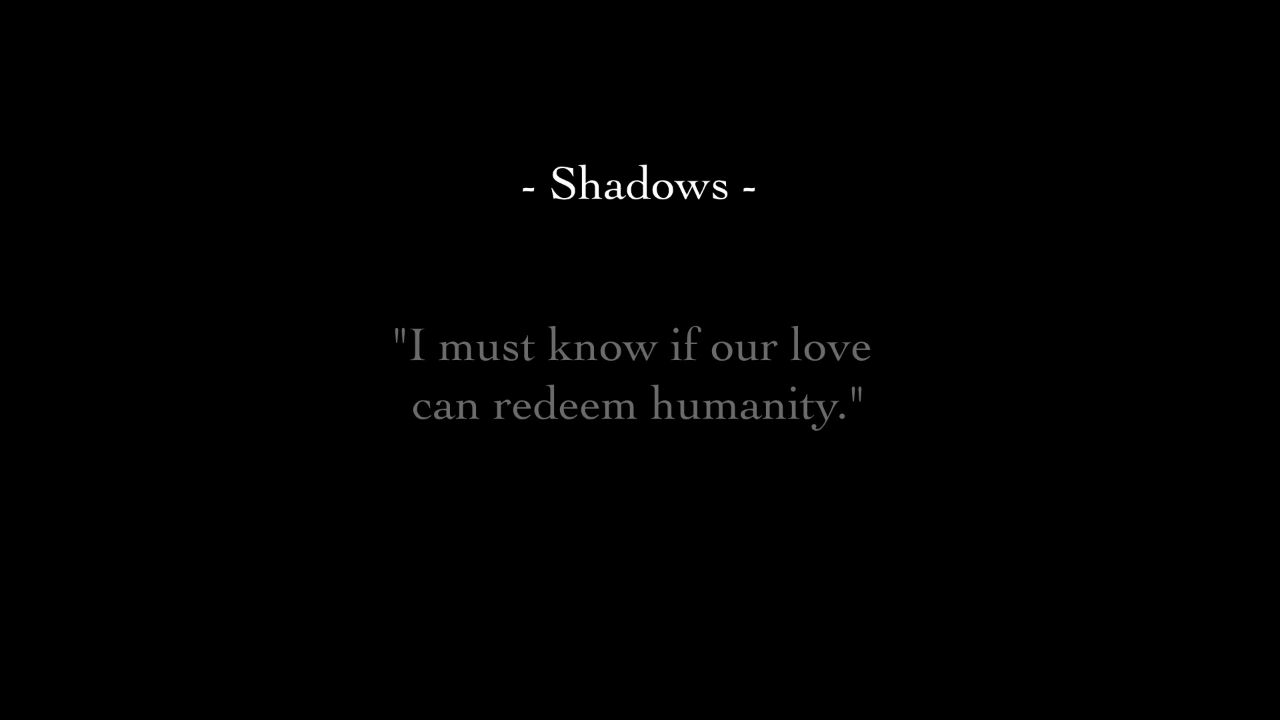 - Shadows -
"I must know if our love
can redeem humanity."